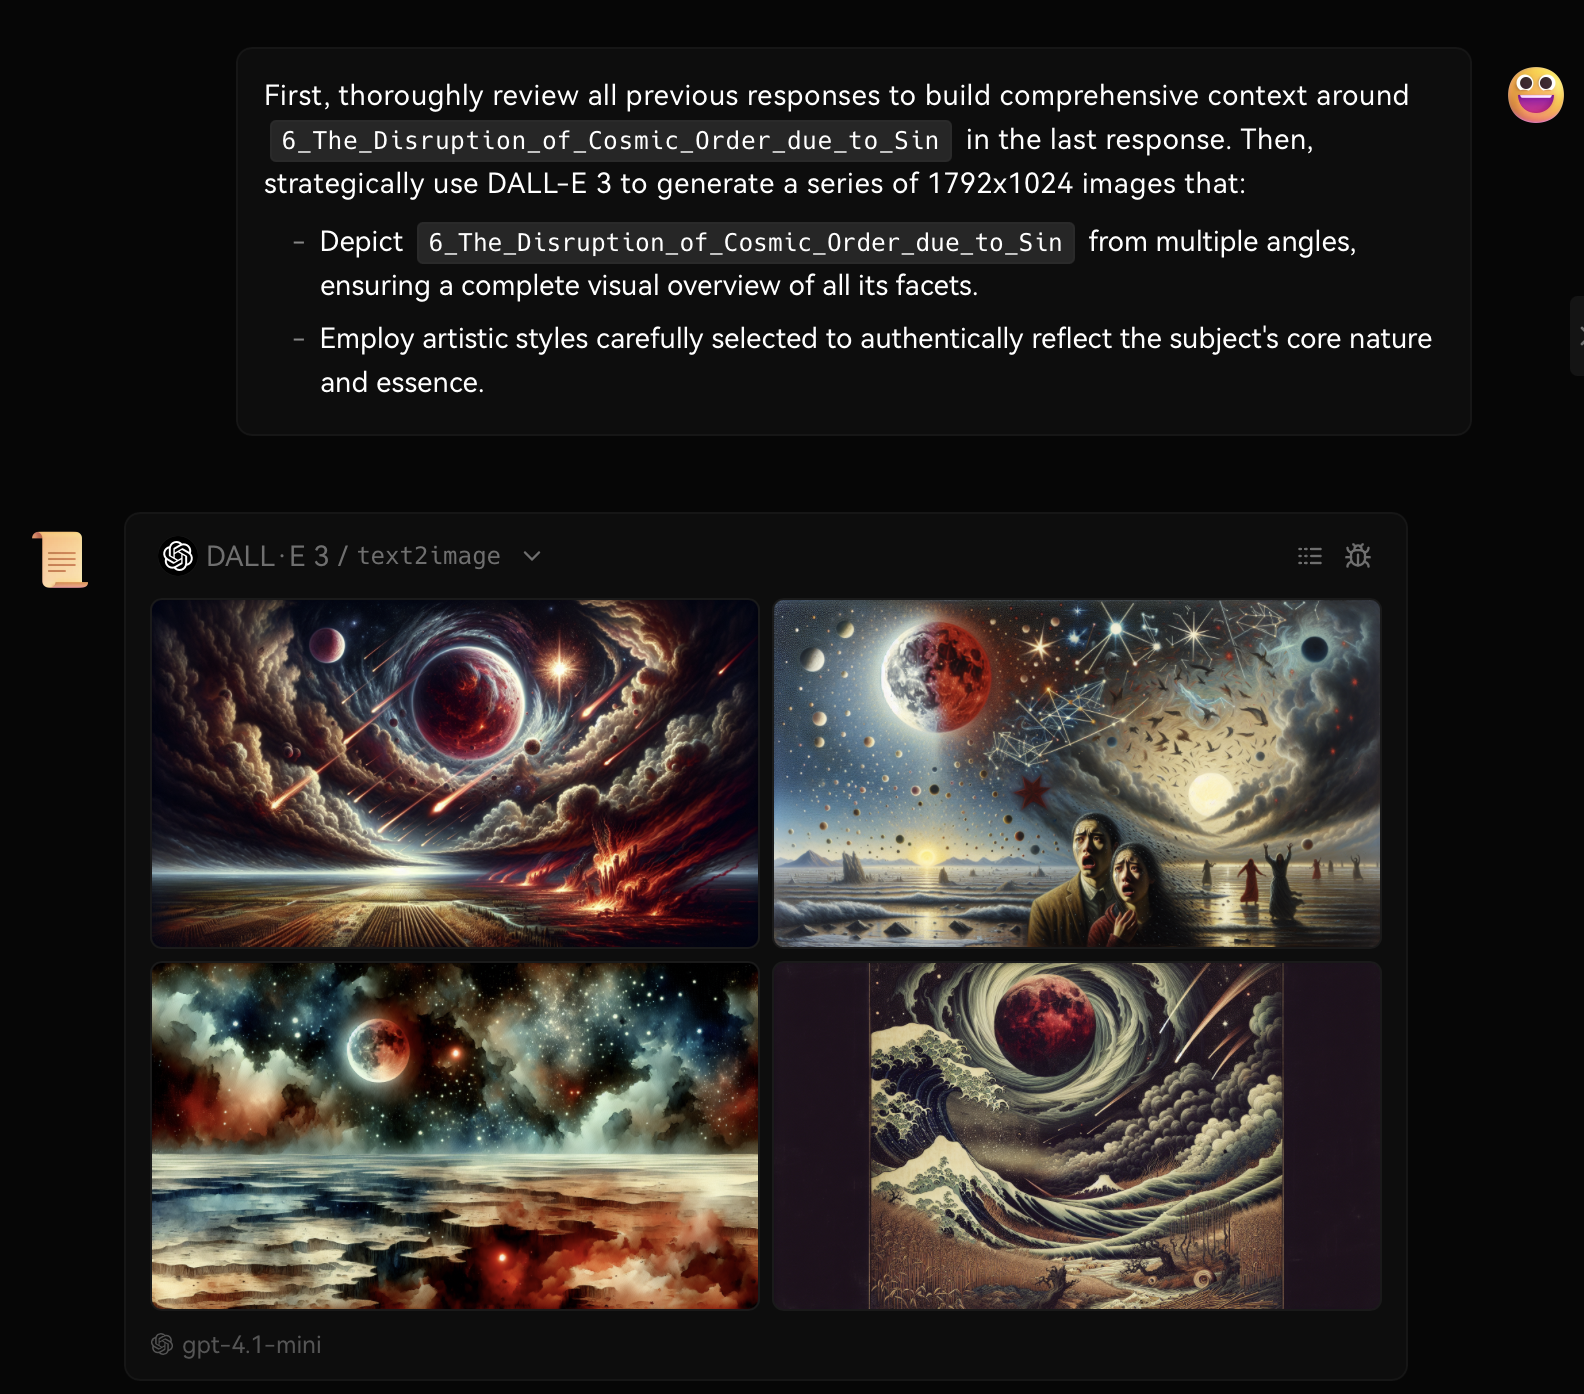 First, thoroughly review all previous responses to build comprehensive context around
6_The_Disruption_of_Cosmic_Order_due_to_Sin in the last response. Then,
strategically use DALL-E 3 to generate a series of 1792x1024 images that:
– Depict 6_The_Disruption_of_Cosmic_Order_due_to_Sin from multiple angles,
ensuring a complete visual overview of all its facets.
– Employ artistic styles carefully selected to authentically reflect the subject's core nature
and essence.
DALL·E 3 / text2image
gpt-4.1-mini